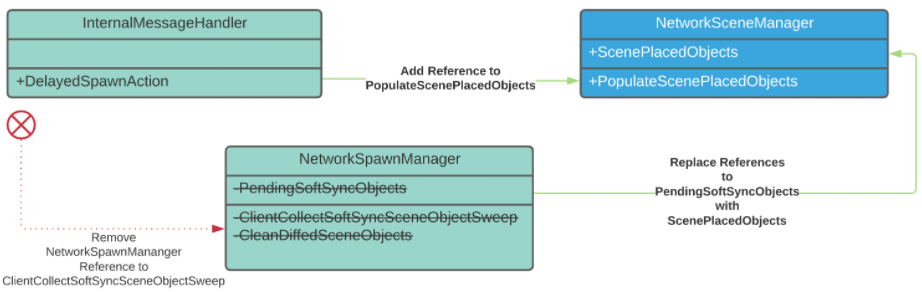 InternalMessageHandler
+DelayedSpawnAction
Add Reference to
PopulateScenePlacedObjects
NetworkSceneManager
+ScenePlacedObjects
+PopulateScenePlacedObjects
NetworkSpawnManager
-PendingSoftSyncObjects
-ClientCollectSoftSyncSceneObjectSweep
-CleanDiffedSceneObjects
Replace References
to
PendingSoftSyncObjects
with
ScenePlacedObjects
Remove
NetworkSpawnMananger
Reference to
ClientCollectSoftSyncSceneObjectSweep